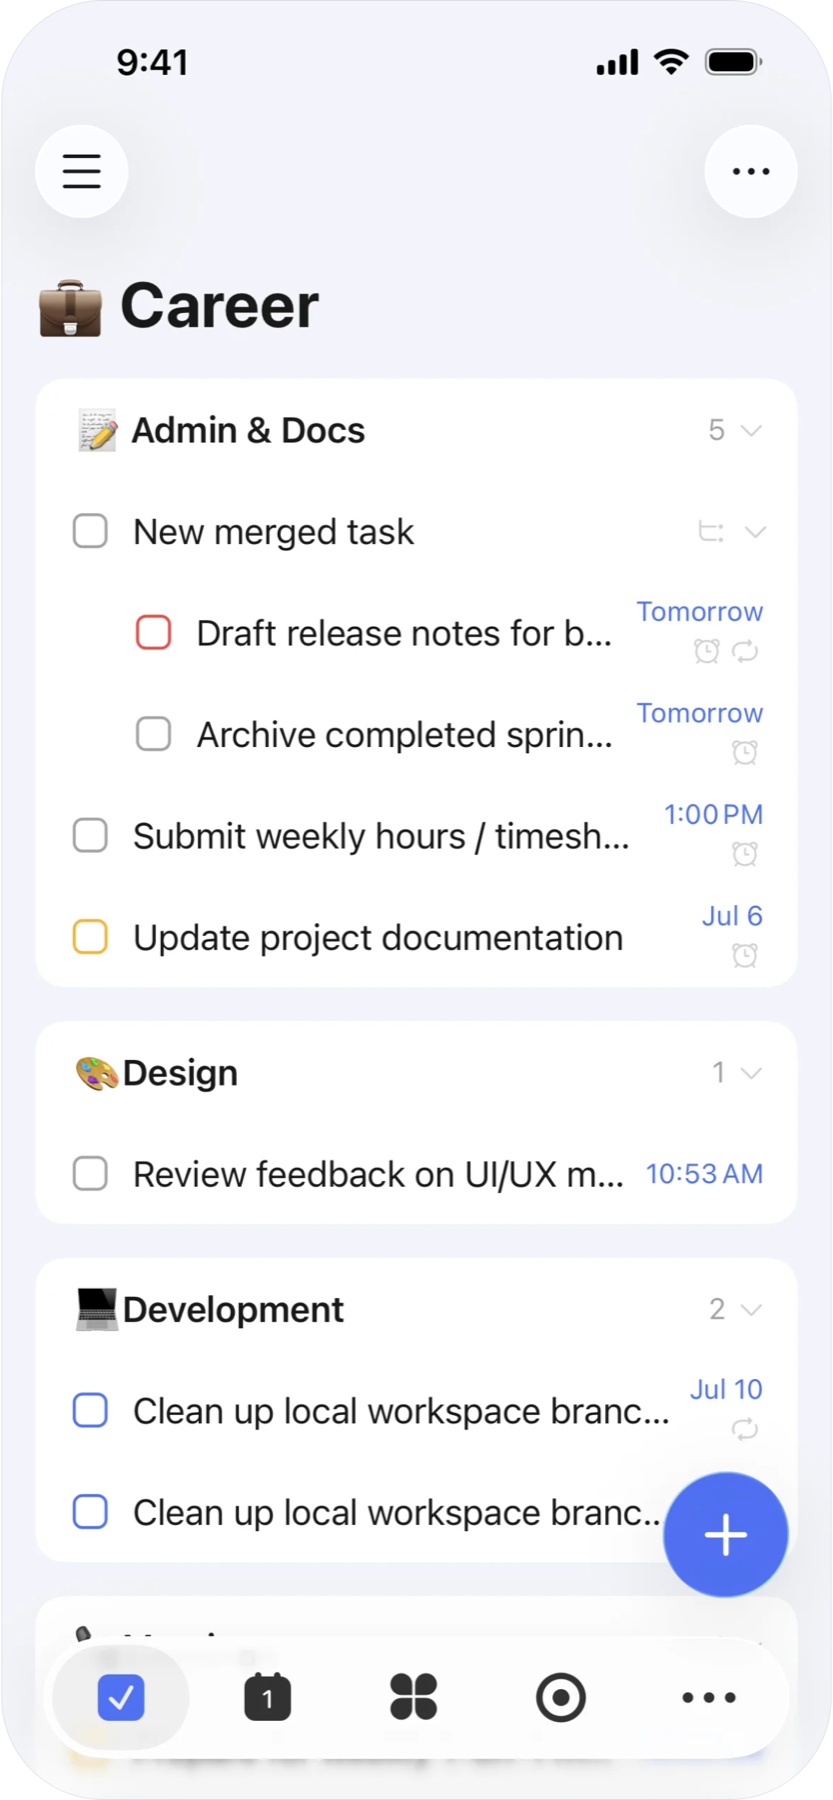 9:41
Career
Admin & Docs 5
New merged task
Draft release notes for b... Tomorrow
Archive completed sprin... Tomorrow
Submit weekly hours / timesh... 1:00 PM
Update project documentation Jul 6
Design 1
Review feedback on UI/UX m... 10:53 AM
Development 2
Clean up local workspace branc... Jul 10
Clean up local workspace branc...
1